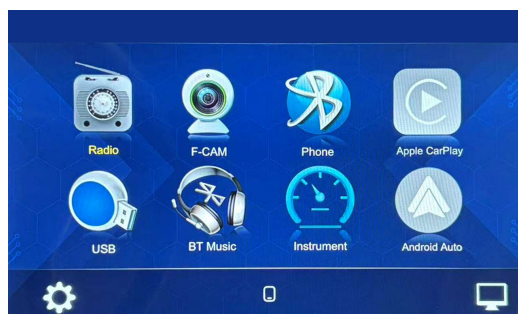 Radio
F-CAM
Phone
Apple CarPlay
USB
BT Music
Instrument
Android Auto